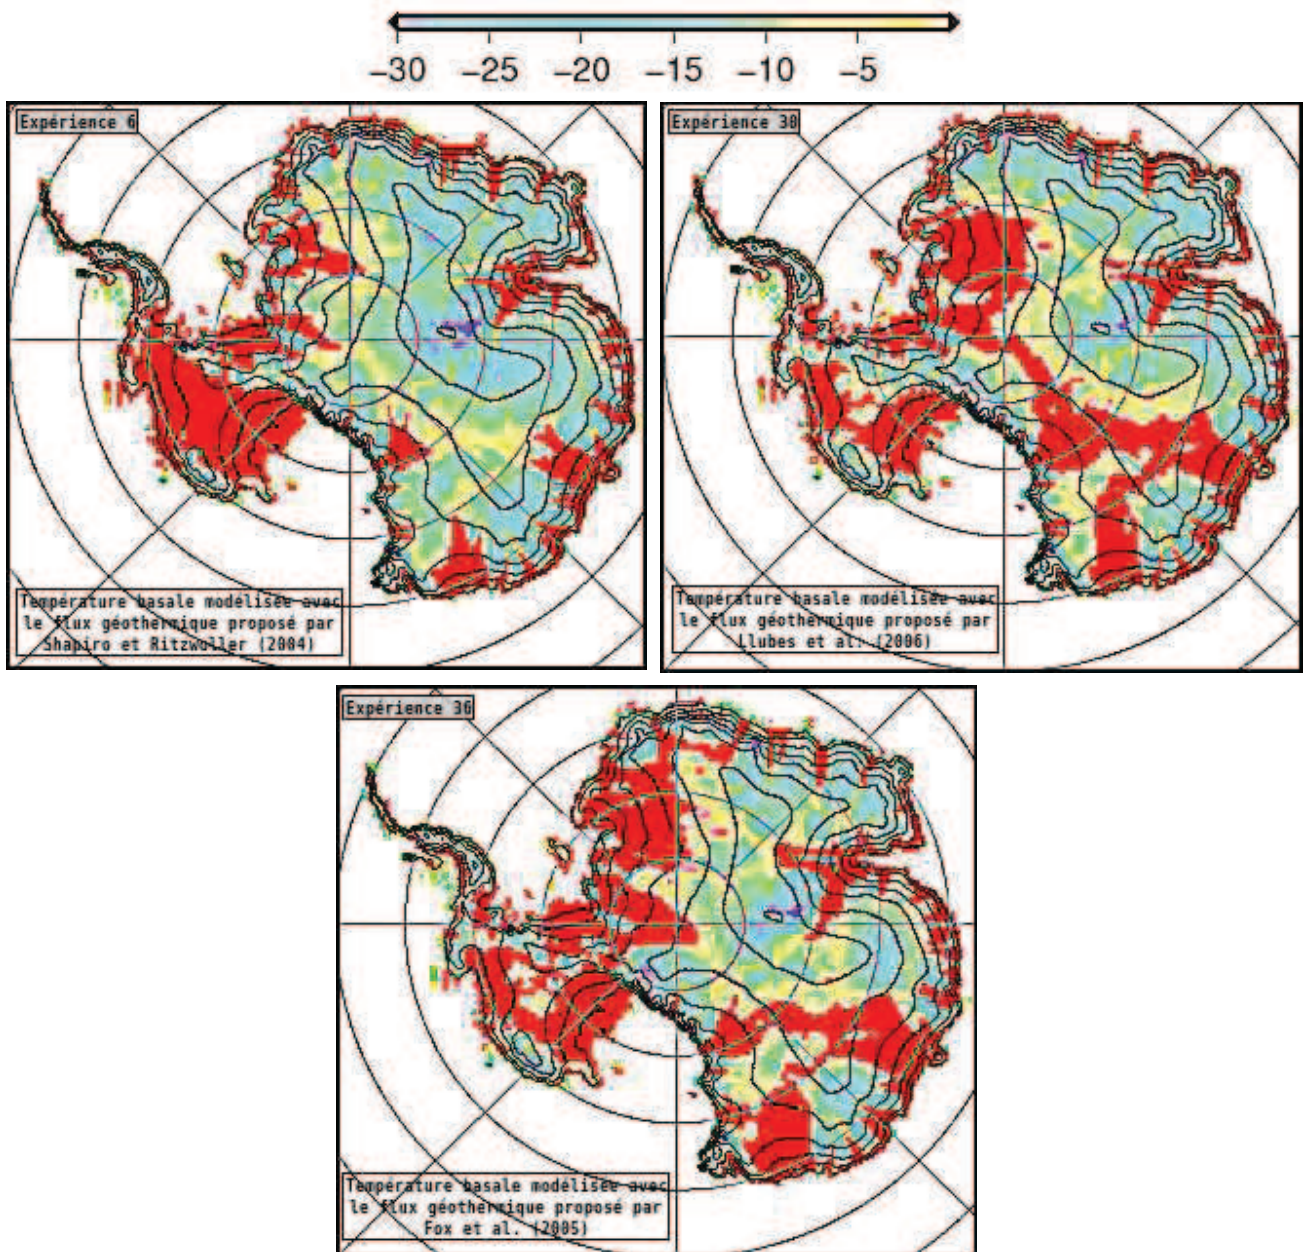 −30 −25 −20 −15 −10 −5
Expérience 6
Température basale modélisée avec
le flux géothermique proposé par
Shapiro et Ritzwoller (2004)
Expérience 30
Température basale modélisée avec
le flux géothermique proposé par
Llubes et al. (2006)
Expérience 36
Température basale modélisée avec
le flux géothermique proposé par
Fox et al. (2005)